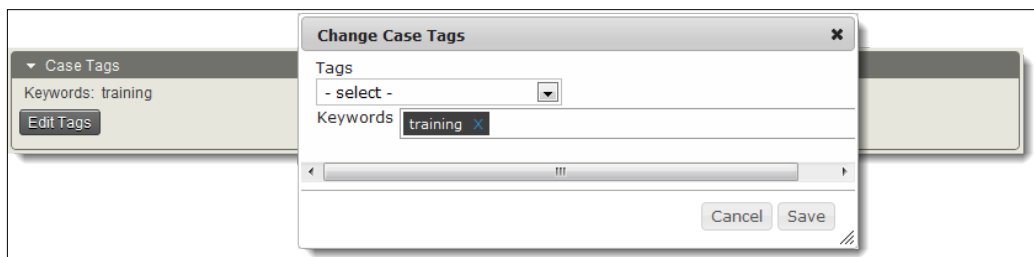 Case Tags
Keywords: training
Edit Tags
Change Case Tags
Tags
- select -
Keywords training X
Cancel Save